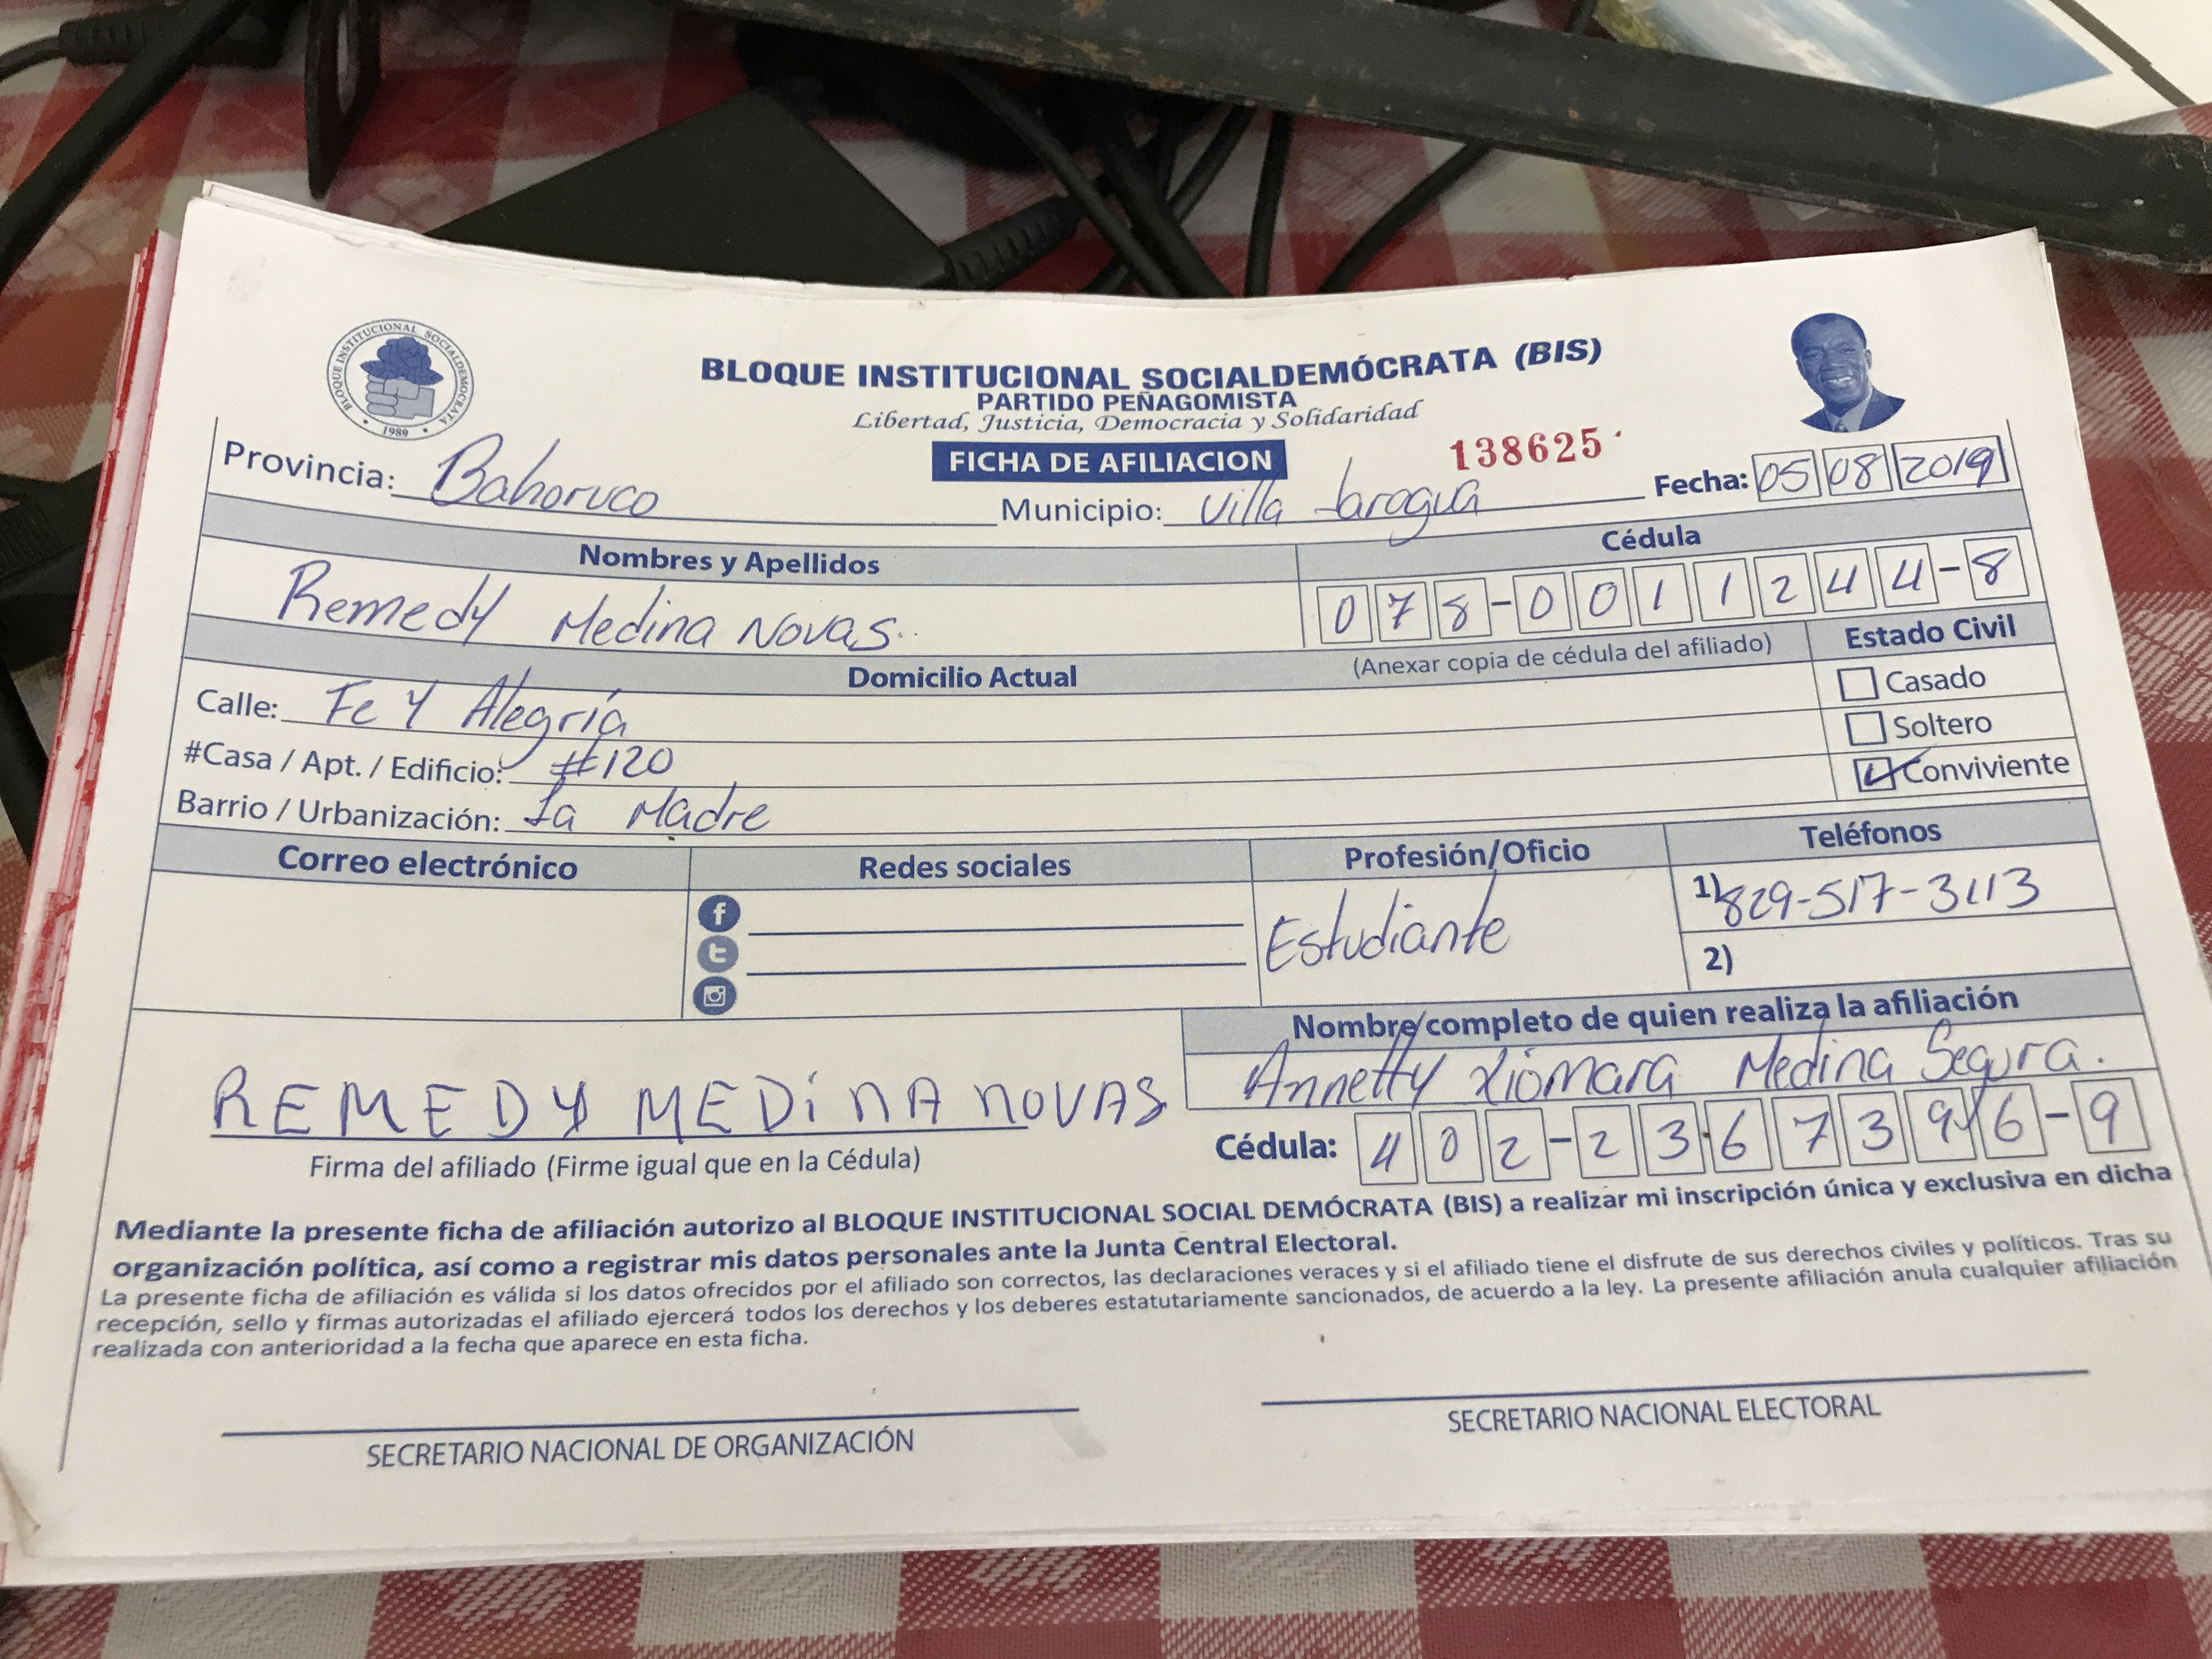 BLOQUE INSTITUCIONAL SOCIALDEMOCRATA
1989
BLOQUE INSTITUCIONAL SOCIALDEMÓCRATA (BIS)
PARTIDO PEÑAGOMISTA
Libertad, Justicia, Democracia y Solidaridad
FICHA DE AFILIACION
138625
Provincia: Bahoruco Municipio: Villa Jaragua Fecha: 05 08 2019
Nombres y Apellidos Cédula
Remedy Medina Novas 078-0011244-8
Domicilio Actual (Anexar copia de cédula del afiliado) Estado Civil
Calle: Fe Y Alegría
Casado
#Casa / Apt. / Edificio: #120
Soltero
Barrio / Urbanización: La Madre
Conviviente
Correo electrónico Redes sociales Profesión/Oficio Teléfonos
Estudiante
1) 829-517-3113
2)
Nombre completo de quien realiza la afiliación
Annetty Xiomara Medina Segura.
REMEDY MEDiNA NOVAS
Firma del afiliado (Firme igual que en la Cédula)
Cédula: 402-2367396-9
Mediante la presente ficha de afiliación autorizo al BLOQUE INSTITUCIONAL SOCIAL DEMÓCRATA (BIS) a realizar mi inscripción única y exclusiva en dicha
organización política, así como a registrar mis datos personales ante la Junta Central Electoral.
La presente ficha de afiliación es válida si los datos ofrecidos por el afiliado son correctos, las declaraciones veraces y si el afiliado tiene el disfrute de sus derechos civiles y políticos. Tras su
recepción, sello y firmas autorizadas el afiliado ejercerá todos los derechos y los deberes estatutariamente sancionados, de acuerdo a la ley. La presente afiliación anula cualquier afiliación
realizada con anterioridad a la fecha que aparece en esta ficha.
SECRETARIO NACIONAL DE ORGANIZACIÓN
SECRETARIO NACIONAL ELECTORAL